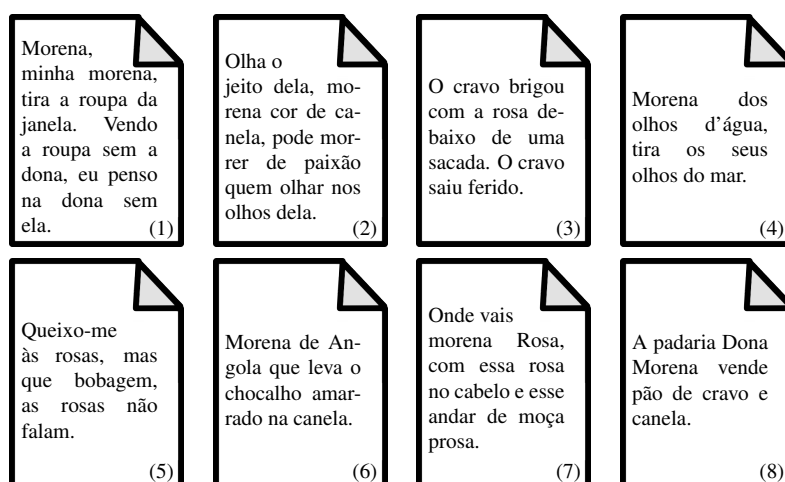 Morena,
minha morena,
tira a roupa da
janela. Vendo
a roupa sem a
dona, eu penso
na dona sem
ela.
(1)
Olha o
jeito dela, mo-
rena cor de ca-
nela, pode mor-
rer de paixão
quem olhar nos
olhos dela.
(2)
O cravo brigou
com a rosa de-
baixo de uma
sacada. O cravo
saiu ferido.
(3)
Morena dos
olhos d'água,
tira os seus
olhos do mar.
(4)
Queixo-me
às rosas, mas
que bobagem,
as rosas não
falam.
(5)
Morena de An-
gola que leva o
chocalho amar-
rado na canela.
(6)
Onde vais
morena Rosa,
com essa rosa
no cabelo e esse
andar de moça
prosa.
(7)
A padaria Dona
Morena vende
pão de cravo e
canela.
(8)